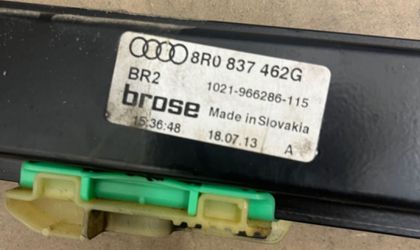 8R0 837 462G
BR2
1021-966286-115
brose
Made in Slovakia
15:36:48
18.07.13
A